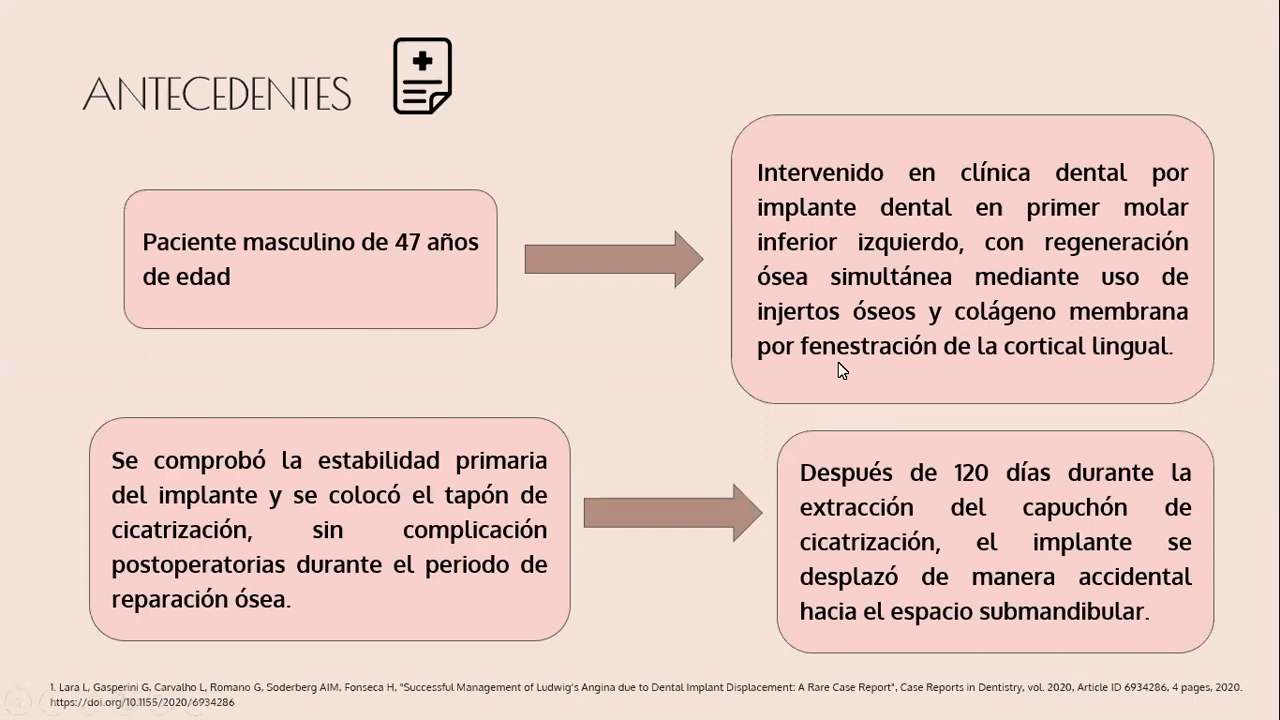 ANTECEDENTES
Paciente masculino de 47 años
de edad
Intervenido en clínica dental por
implante dental en primer molar
inferior izquierdo, con regeneración
ósea simultánea mediante uso de
injertos óseos y colágeno membrana
por fenestración de la cortical lingual.
Se comprobó la estabilidad primaria
del implante y se colocó el tapón de
cicatrización, sin complicación
postoperatorias durante el periodo de
reparación ósea.
Después de 120 días durante la
extracción del capuchón de
cicatrización, el implante se
desplazó de manera accidental
hacia el espacio submandibular.
1. Lara L, Gasperini G, Carvalho L, Romano G, Soderberg AIM, Fonseca H, "Successful Management of Ludwig's Angina due to Dental Implant Displacement: A Rare Case Report", Case Reports in Dentistry, vol. 2020, Article ID 6934286, 4 pages, 2020.
https://doi.org/10.1155/2020/6934286